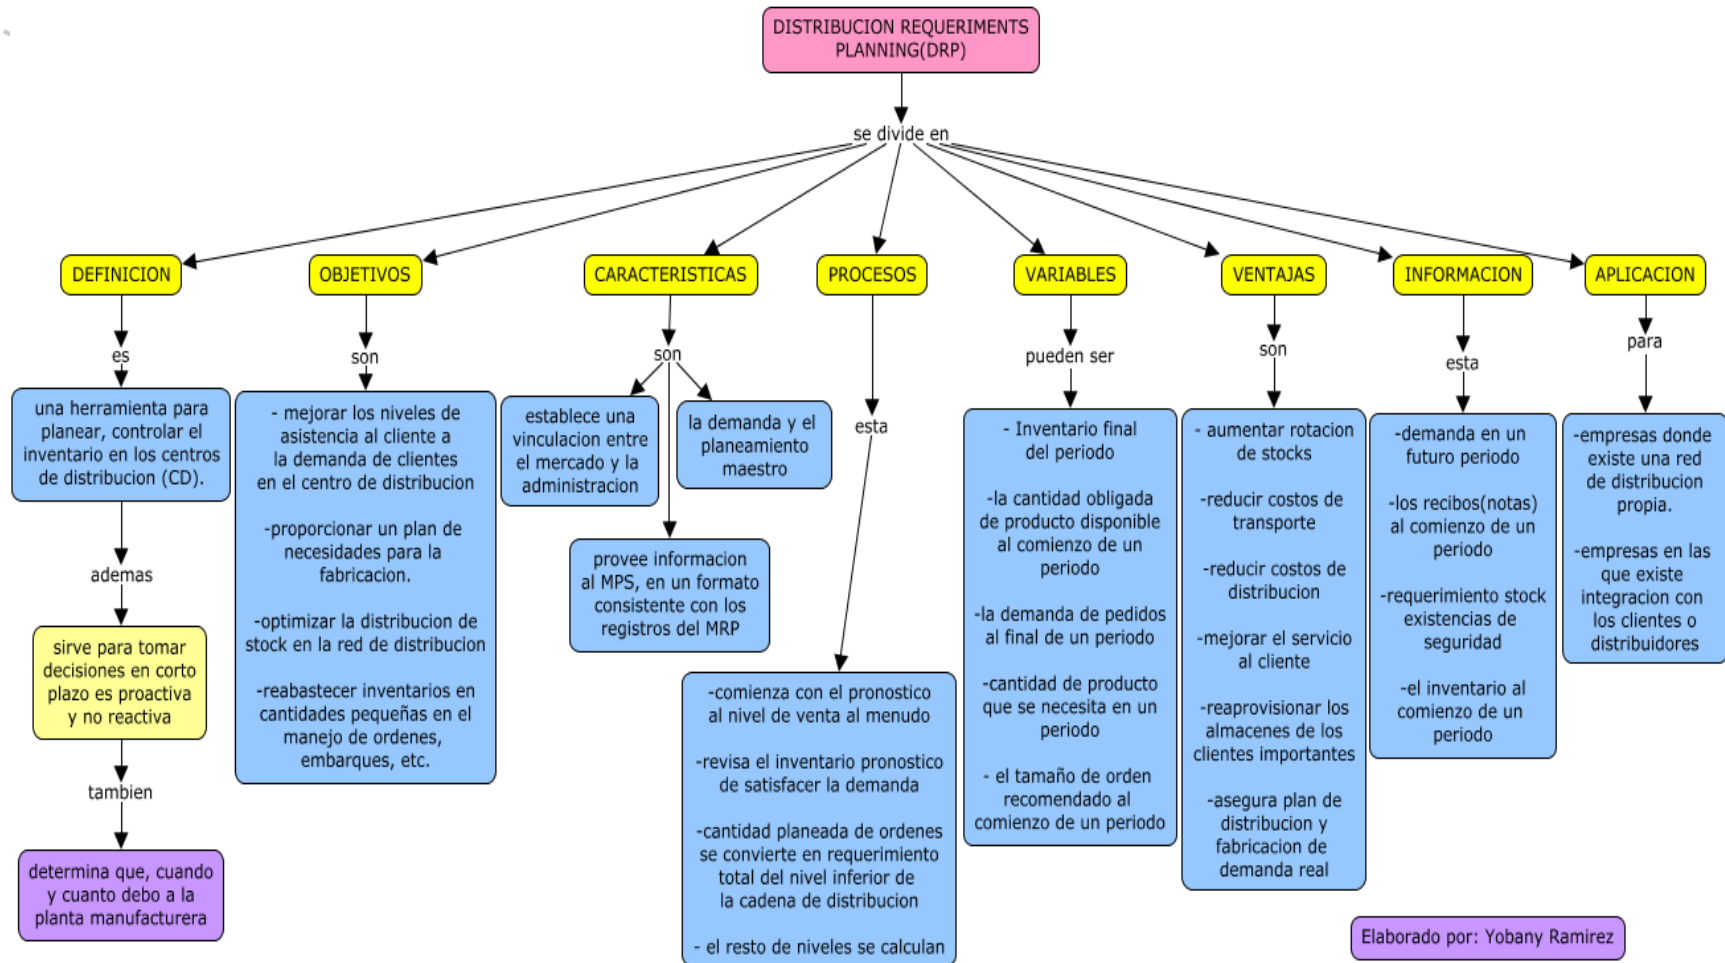 DISTRIBUCION REQUERIMENTS
PLANNING(DRP)
se divide en
DEFINICION
es
una herramienta para
planear, controlar el
inventario en los centros
de distribucion (CD).
ademas
sirve para tomar
decisiones en corto
plazo es proactiva
y no reactiva
tambien
determina que, cuando
y cuanto debo a la
planta manufacturera
OBJETIVOS
son
- mejorar los niveles de
asistencia al cliente a
la demanda de clientes
en el centro de distribucion
-proporcionar un plan de
necesidades para la
fabricacion.
-optimizar la distribucion de
stock en la red de distribucion
-reabastecer inventarios en
cantidades pequeñas en el
manejo de ordenes,
embarques, etc.
CARACTERISTICAS
son
establece una
vinculacion entre
el mercado y la
administracion
la demanda y el
planeamiento
maestro
provee informacion
al MPS, en un formato
consistente con los
registros del MRP
PROCESOS
esta
-comienza con el pronostico
al nivel de venta al menudo
-revisa el inventario pronostico
de satisfacer la demanda
-cantidad planeada de ordenes
se convierte en requerimiento
total del nivel inferior de
la cadena de distribucion
- el resto de niveles se calculan
VARIABLES
pueden ser
- Inventario final
del periodo
-la cantidad obligada
de producto disponible
al comienzo de un
periodo
-la demanda de pedidos
al final de un periodo
-cantidad de producto
que se necesita en un
periodo
- el tamaño de orden
recomendado al
comienzo de un periodo
VENTAJAS
son
- aumentar rotacion
de stocks
-reducir costos de
transporte
-reducir costos de
distribucion
-mejorar el servicio
al cliente
-reaprovisionar los
almacenes de los
clientes importantes
-asegura plan de
distribucion y
fabricacion de
demanda real
INFORMACION
esta
-demanda en un
futuro periodo
-los recibos(notas)
al comienzo de un
periodo
-requerimiento stock
existencias de
seguridad
-el inventario al
comienzo de un
periodo
APLICACION
para
-empresas donde
existe una red
de distribucion
propia.
-empresas en las
que existe
integracion con
los clientes o
distribuidores
Elaborado por: Yobany Ramirez